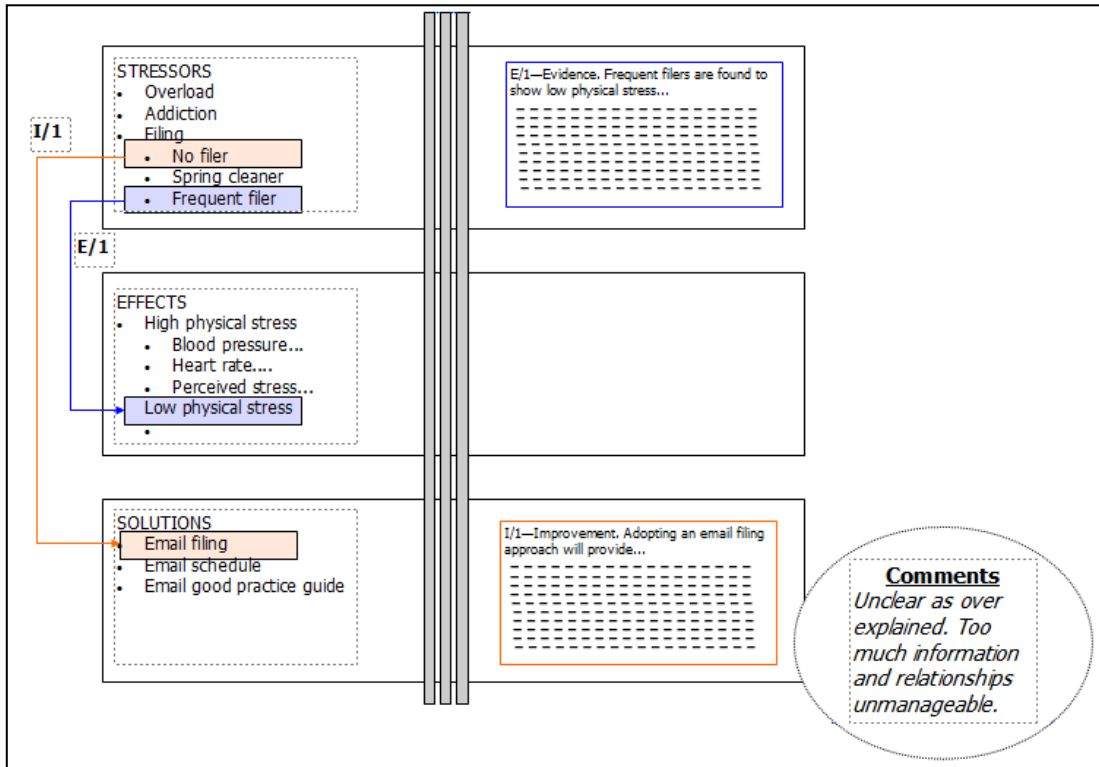 STRESSORS
• Overload
• Addiction
• Filing
• No filer
• Spring cleaner
• Frequent filer
I/1
E/1
E/1—Evidence. Frequent filers are found to
show low physical stress...
EFFECTS
• High physical stress
• Blood pressure...
• Heart rate....
• Perceived stress...
Low physical stress
•
SOLUTIONS
• Email filing
• Email schedule
• Email good practice guide
I/1—Improvement. Adopting an email filing
approach will provide...
Comments
Unclear as over
explained. Too
much information
and relationships
unmanageable.